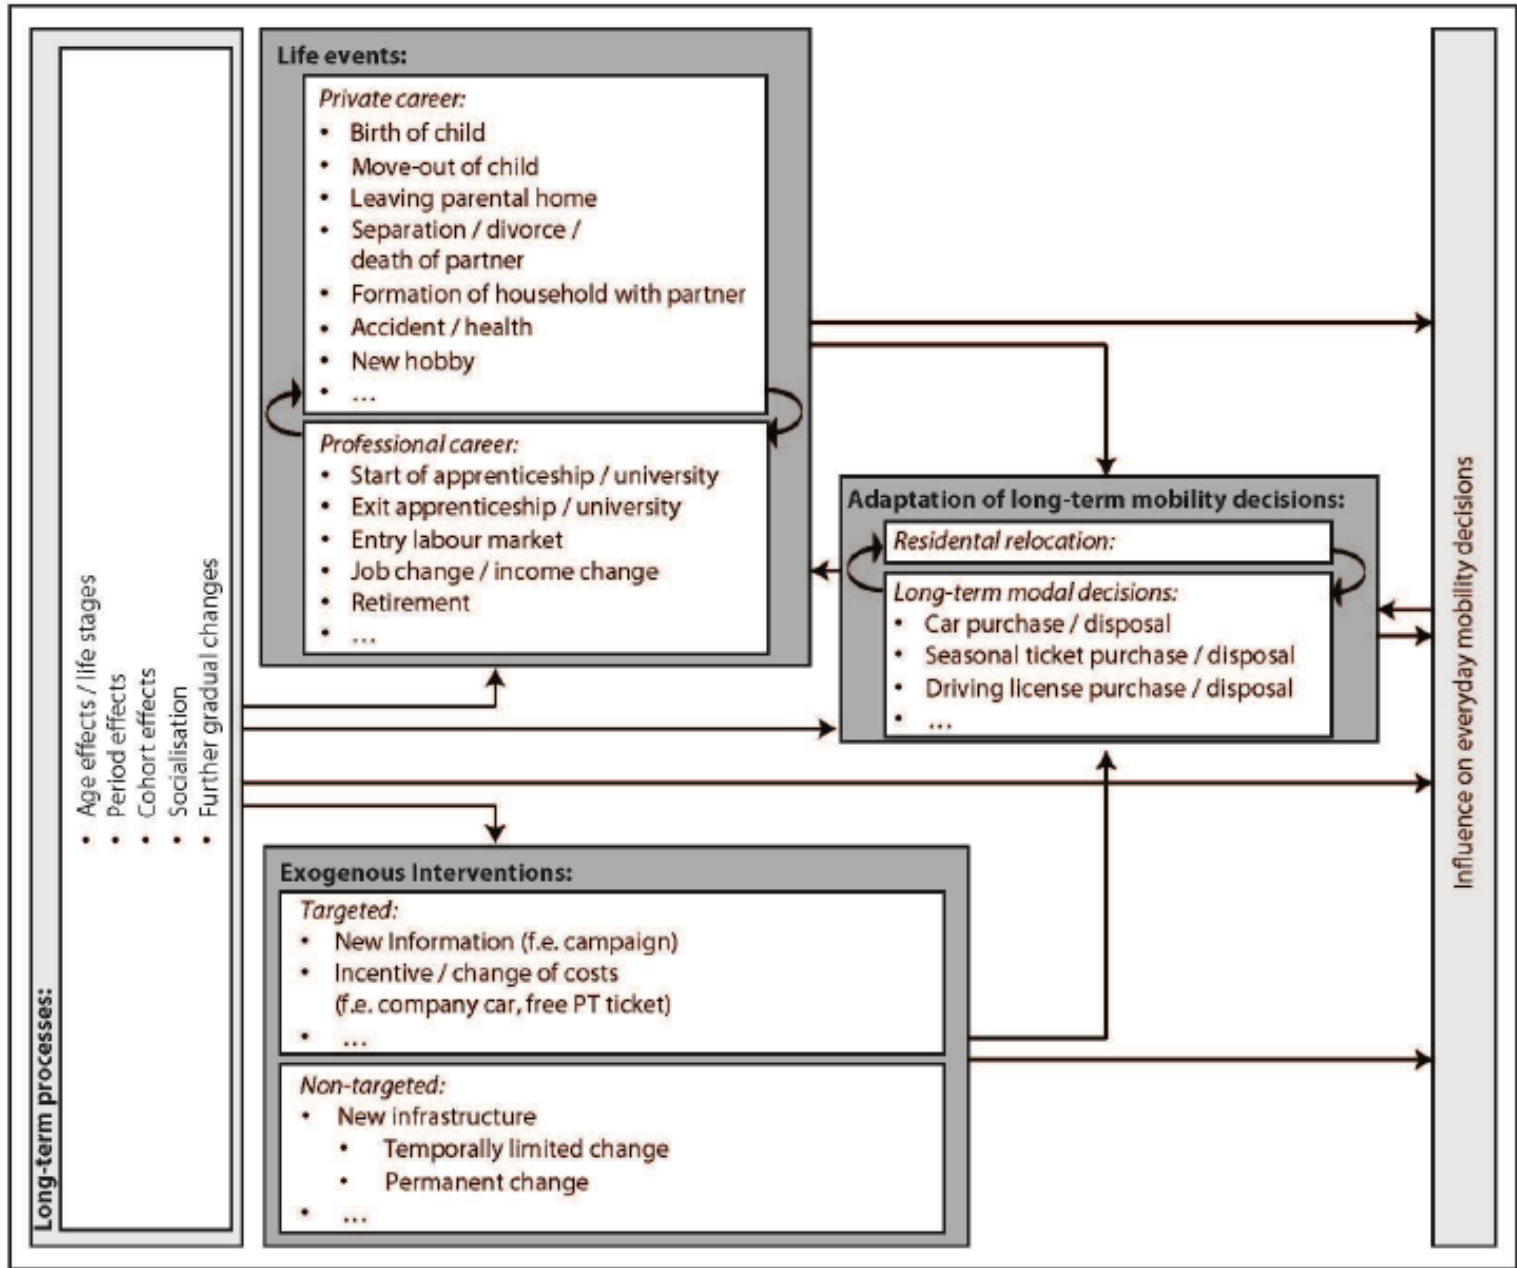 Long-term processes:
• Age effects / life stages
• Period effects
• Cohort effects
• Socialisation
• Further gradual changes
Life events:
Private career:
• Birth of child
• Move-out of child
• Leaving parental home
• Separation / divorce /
death of partner
• Formation of household with partner
• Accident / health
• New hobby
• ...
Professional career:
• Start of apprenticeship / university
• Exit apprenticeship / university
• Entry labour market
• Job change / income change
• Retirement
• ...
Adaptation of long-term mobility decisions:
Residental relocation:
Long-term modal decisions:
• Car purchase / disposal
• Seasonal ticket purchase / disposal
• Driving license purchase / disposal
• ...
Exogenous Interventions:
Targeted:
• New Information (f.e. campaign)
• Incentive / change of costs
(f.e. company car, free PT ticket)
• ...
Non-targeted:
• New infrastructure
• Temporally limited change
• Permanent change
• ...
Influence on everyday mobility decisions